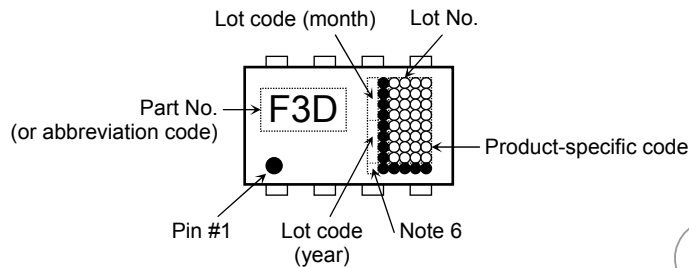 Lot code (month)
Lot No.
Part No.
(or abbreviation code)
F3D
Product-specific code
Pin #1
Lot code
(year)
Note 6